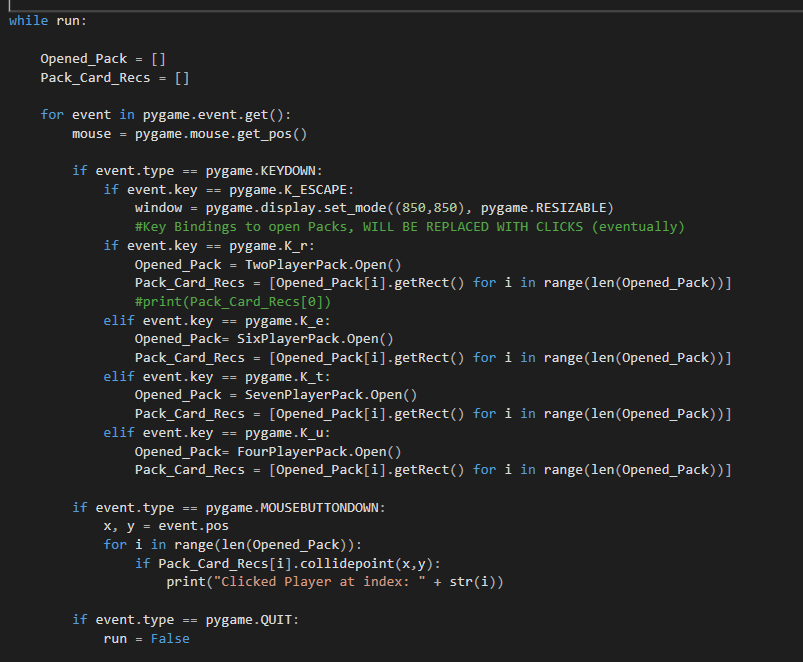 while run:
Opened_Pack = []
Pack_Card_Recs = []
for event in pygame.event.get():
mouse = pygame.mouse.get_pos()
if event.type == pygame.KEYDOWN:
if event.key == pygame.K_ESCAPE:
window = pygame.display.set_mode((850,850), pygame.RESIZABLE)
#Key Bindings to open Packs, WILL BE REPLACED WITH CLICKS (eventually)
if event.key == pygame.K_r:
Opened_Pack = TwoPlayerPack.Open()
Pack_Card_Recs = [Opened_Pack[i].getRect() for i in range(len(Opened_Pack))]
#print(Pack_Card_Recs[0])
elif event.key == pygame.K_e:
Opened_Pack= SixPlayerPack.Open()
Pack_Card_Recs = [Opened_Pack[i].getRect() for i in range(len(Opened_Pack))]
elif event.key == pygame.K_t:
Opened_Pack = SevenPlayerPack.Open()
Pack_Card_Recs = [Opened_Pack[i].getRect() for i in range(len(Opened_Pack))]
elif event.key == pygame.K_u:
Opened_Pack= FourPlayerPack.Open()
Pack_Card_Recs = [Opened_Pack[i].getRect() for i in range(len(Opened_Pack))]
if event.type == pygame.MOUSEBUTTONDOWN:
x, y = event.pos
for i in range(len(Opened_Pack)):
if Pack_Card_Recs[i].collidepoint(x,y):
print("Clicked Player at index: " + str(i))
if event.type == pygame.QUIT:
run = False